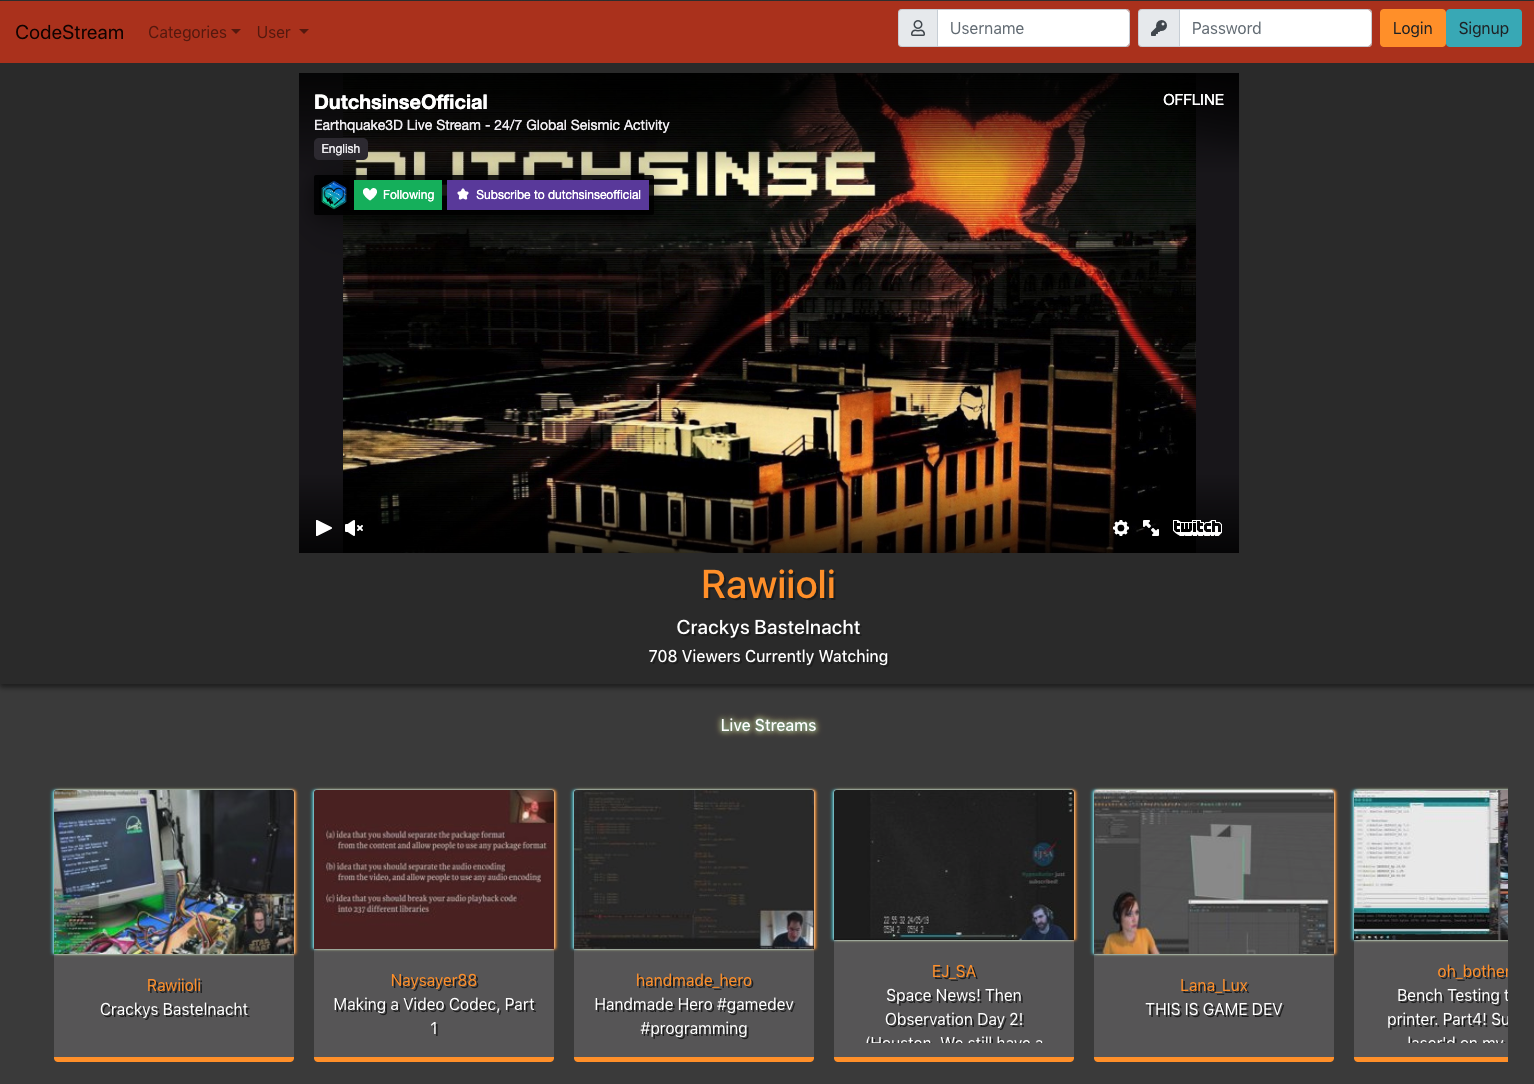 CodeStream
Categories
User
Username
Password
Login
Signup
DutchsinseOfficial
OFFLINE
Earthquake3D Live Stream - 24/7 Global Seismic Activity
English
DUTCHSINSE
Following
Subscribe to dutchsinseofficial
twitch
Rawiioli
Crackys Bastelnacht
708 Viewers Currently Watching
Live Streams
(a) idea that you should separate the package format
from the content and allow people to use any package format
(b) idea that you should separate the audio encoding
from the video, and allow people to use any audio encoding
(c) idea that you should break your audio playback code
into 237 different libraries
EJ_SA
Rawiioli
Crackys Bastelnacht
Naysayer88
Making a Video Codec, Part
1
handmade_hero
Handmade Hero #gamedev
#programming
EJ_SA
Space News! Then
Observation Day 2!
(Houston, We still have a
Lana_Lux
THIS IS GAME DEV
oh_bother
Bench Testing
printer. Part4! Su
laser'd on my